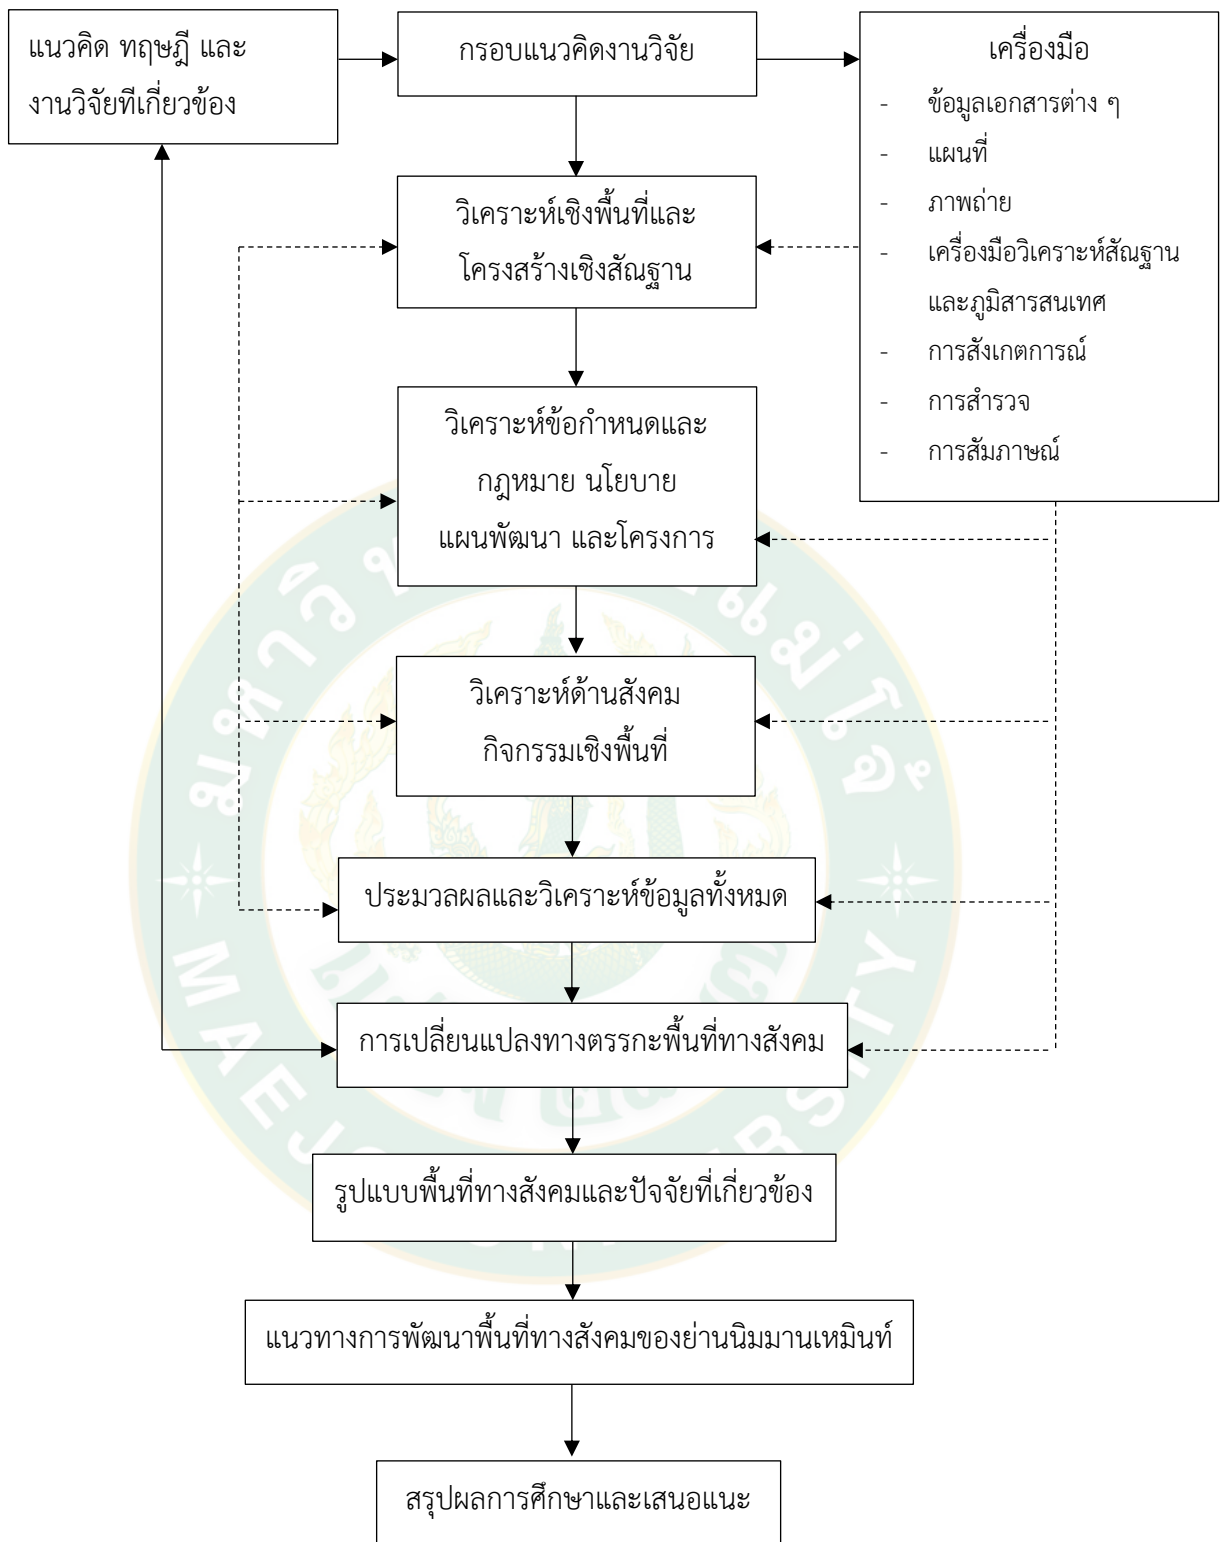 แนวคิด ทฤษฎี และ
งานวิจัยทีเกี่ยวข้อง
กรอบแนวคิดงานวิจัย
เครื่องมือ
- ข้อมูลเอกสารต่าง ๆ
- แผนที่
- ภาพถ่าย
- เครื่องมือวิเคราะห์สัณฐาน
และภูมิสารสนเทศ
- การสังเกตการณ์
- การสำรวจ
- การสัมภาษณ์
วิเคราะห์เชิงพื้นที่และ
โครงสร้างเชิงสัณฐาน
วิเคราะห์ข้อกำหนดและ
กฎหมาย นโยบาย
แผนพัฒนา และโครงการ
วิเคราะห์ด้านสังคม
กิจกรรมเชิงพื้นที่
ประมวลผลและวิเคราะห์ข้อมูลทั้งหมด
การเปลี่ยนแปลงทางตรรกะพื้นที่ทางสังคม
รูปแบบพื้นที่ทางสังคมและปัจจัยที่เกี่ยวข้อง
แนวทางการพัฒนาพื้นที่ทางสังคมของย่านนิมมานเหมินท์
สรุปผลการศึกษาและเสนอแนะ